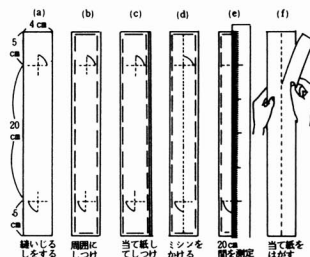 (a) (b) (c) (d) (e) (f)
4cm
5
cm
20
cm
5
cm
縫いじる
しをする
周囲に
しつけ
当て紙し
てしつけ
ミシンを
かける
20cm
間を測定
当て紙を
はがす